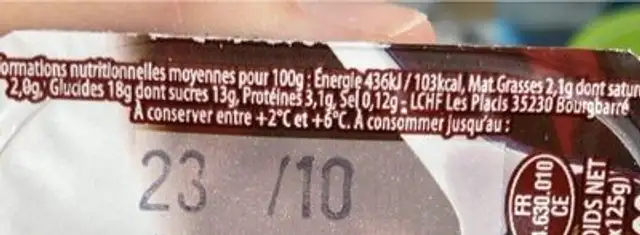 ormations nutritionnelles moyennes pour 100g : Énergie 436kJ / 103kcal, Mat.Grasses 2,1g dont satur
2,0g, Glucides 18g dont sucres 13g, Protéines 3,1g, Sel 0,12g - LCHF Les Placis 35230 Bourgbarré
À conserver entre +2°C et +6°C. À consommer jusqu'au :
23 /10
FR
.630.010
CE
OIDS NET
x125g